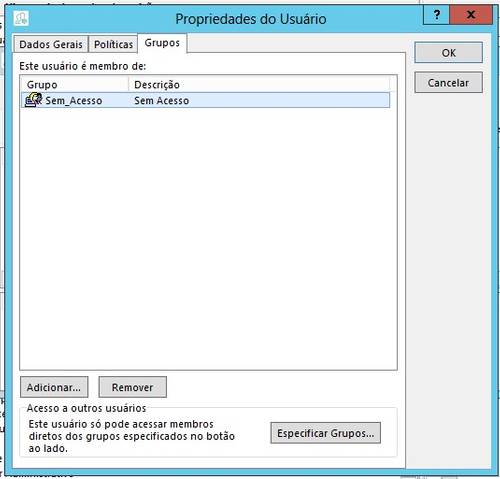 Propriedades do Usuário
?
x
Dados Gerais
Políticas
Grupos
OK
Cancelar
Este usuário é membro de:
Grupo Descrição
Sem_Acesso Sem Acesso
Adicionar...
Remover
Acesso a outros usuários
Este usuário só pode acessar membros
diretos dos grupos especificados no botão
ao lado.
Especificar Grupos...